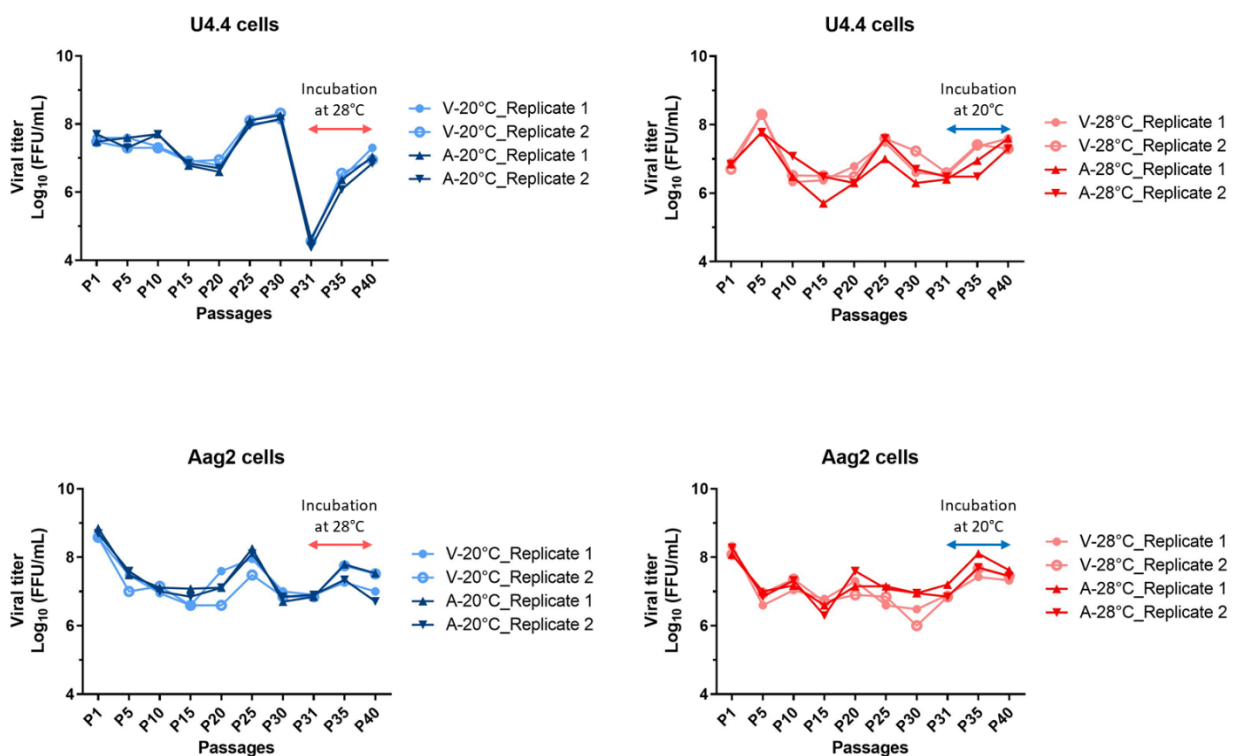 U4.4 cells
10
8
6
4
Viral titer
Log₁₀ (FFU/mL)
Incubation
at 28°C
P1
P5
P10
P15
P20
P25
P30
P31
P35
P40
Passages
V-20°C_Replicate 1
V-20°C_Replicate 2
A-20°C_Replicate 1
A-20°C_Replicate 2
U4.4 cells
10
8
6
4
Viral titer
Log₁₀ (FFU/mL)
Incubation
at 20°C
P1
P5
P10
P15
P20
P25
P30
P31
P35
P40
Passages
V-28°C_Replicate 1
V-28°C_Replicate 2
A-28°C_Replicate 1
A-28°C_Replicate 2
Aag2 cells
10
8
6
4
Viral titer
Log₁₀ (FFU/mL)
Incubation
at 28°C
P1
P5
P10
P15
P20
P25
P30
P31
P35
P40
Passages
V-20°C_Replicate 1
V-20°C_Replicate 2
A-20°C_Replicate 1
A-20°C_Replicate 2
Aag2 cells
10
8
6
4
Viral titer
Log₁₀ (FFU/mL)
Incubation
at 20°C
P1
P5
P10
P15
P20
P25
P30
P31
P35
P40
Passages
V-28°C_Replicate 1
V-28°C_Replicate 2
A-28°C_Replicate 1
A-28°C_Replicate 2